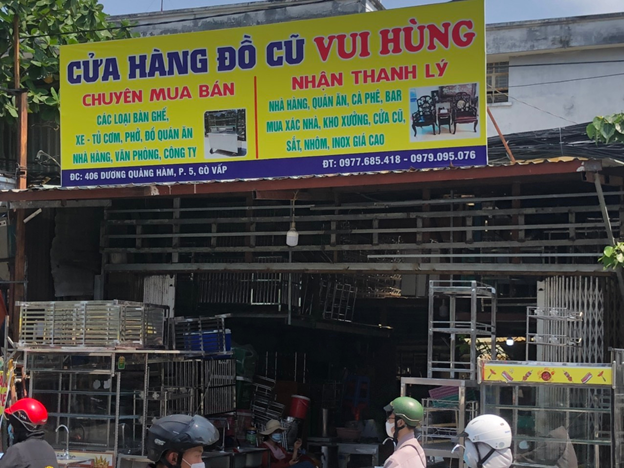 CỬA HÀNG ĐỒ CŨ VUI HÙNG
CHUYÊN MUA BÁN
CÁC LOẠI BÀN GHẾ,
XE - TỦ CƠM, PHỞ, ĐỒ QUÁN ĂN
NHÀ HÀNG, VĂN PHÒNG, CÔNG TY
NHẬN THANH LÝ
NHÀ HÀNG, QUÁN ĂN, CÀ PHÊ, BAR
MUA XÁC NHÀ, KHO XƯỞNG, CỬA CŨ,
SẮT, NHÔM, INOX GIÁ CAO
ĐC: 406 DƯƠNG QUẢNG HÀM, P. 5, GÒ VẤP
ĐT: 0977.685.418 - 0979.095.076